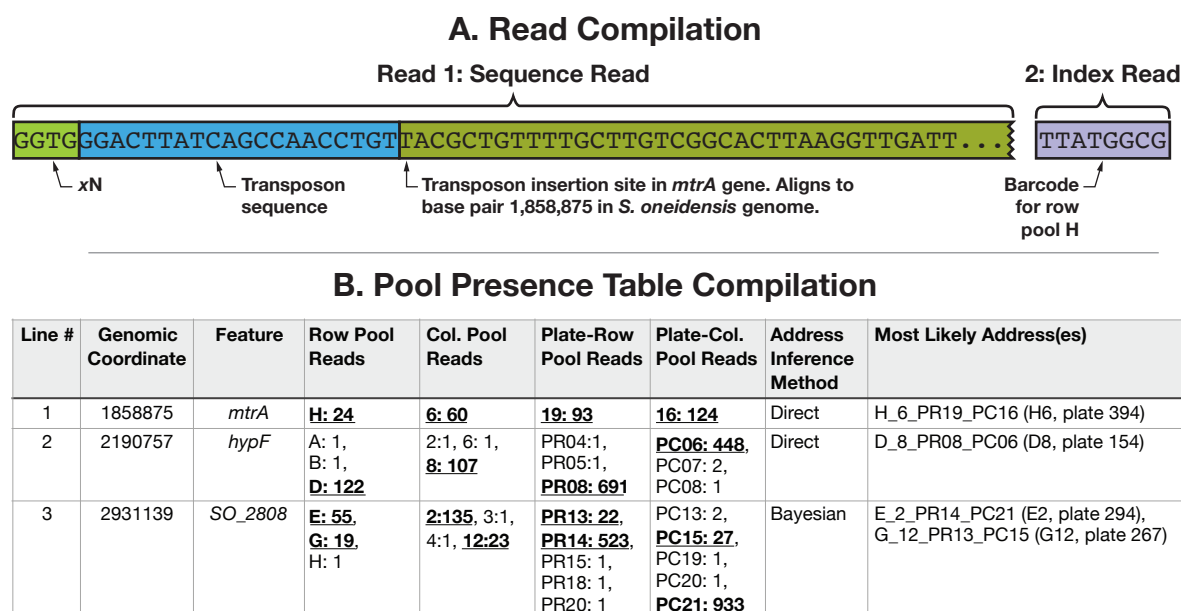 A. Read Compilation
Read 1: Sequence Read
2: Index Read
GGTGGGACTTATCAGCCAACCTGTTACGCTGTTTTGCTTGTCGGCACTTAAGGTTGATT...
TTATGGCG
xN
Transposon
sequence
Transposon insertion site in mtrA gene. Aligns to
base pair 1,858,875 in S. oneidensis genome.
Barcode
for row
pool H
B. Pool Presence Table Compilation
Line #
Genomic
Coordinate
Feature
Row Pool
Reads
Col. Pool
Reads
Plate-Row
Pool Reads
Plate-Col.
Pool Reads
Address
Inference
Method
Most Likely Address(es)
1
1858875
mtrA
H: 24
6: 60
19: 93
16: 124
Direct
H_6_PR19_PC16 (H6, plate 394)
2
2190757
hypF
A: 1,
B: 1,
D: 122
2:1, 6: 1,
8: 107
PR04:1,
PR05:1,
PR08: 691
PC06: 448,
PC07: 2,
PC08: 1
Direct
D_8_PR08_PC06 (D8, plate 154)
3
2931139
SO_2808
E: 55,
G: 19,
H: 1
2:135, 3:1,
4:1, 12:23
PR13: 22,
PR14: 523,
PR15: 1,
PR18: 1,
PR20: 1
PC13: 2,
PC15: 27,
PC19: 1,
PC20: 1,
PC21: 933
Bayesian
E_2_PR14_PC21 (E2, plate 294),
G_12_PR13_PC15 (G12, plate 267)